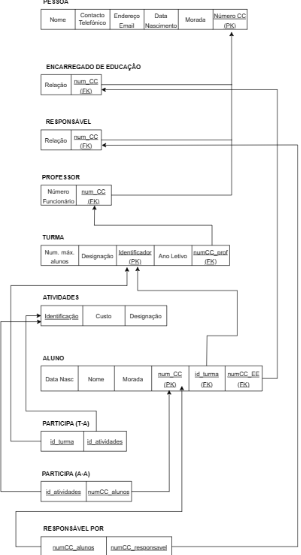 PESSOA
Nome Contacto Telefónico Endereço Email Data Nascimento Morada Número CC (PK)
ENCARREGADO DE EDUCAÇÃO
Relação num_CC (FK)
RESPONSÁVEL
Relação num_CC (FK)
PROFESSOR
Número Funcionário num_CC (FK)
TURMA
Num. máx. alunos Designação Identificador (PK) Ano Letivo numCC_prof (FK)
ATIVIDADES
Identificação Custo Designação
ALUNO
Data Nasc Nome Morada num_CC (PK) id_turma (FK) numCC_EE (FK)
PARTICIPA (T-A)
id_turma id_atividades
PARTICIPA (A-A)
id_atividades numCC_alunos
RESPONSÁVEL POR
numCC_alunos numCC_responsavel